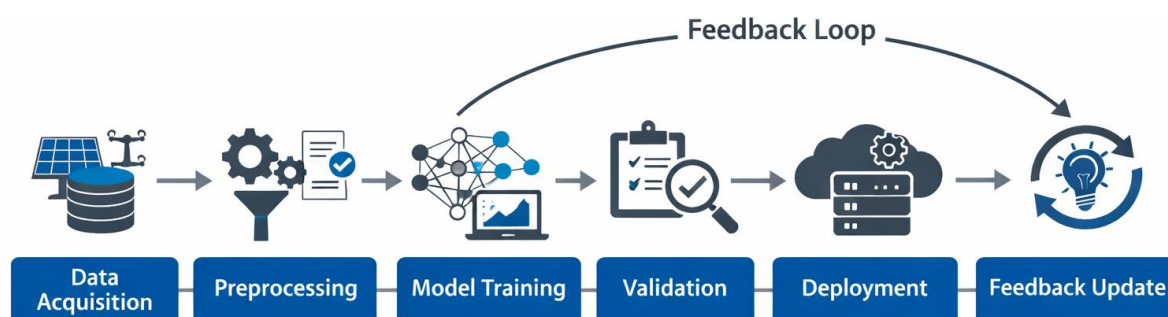 Feedback Loop
Data
Acquisition
Preprocessing
Model Training
Validation
Deployment
Feedback Update